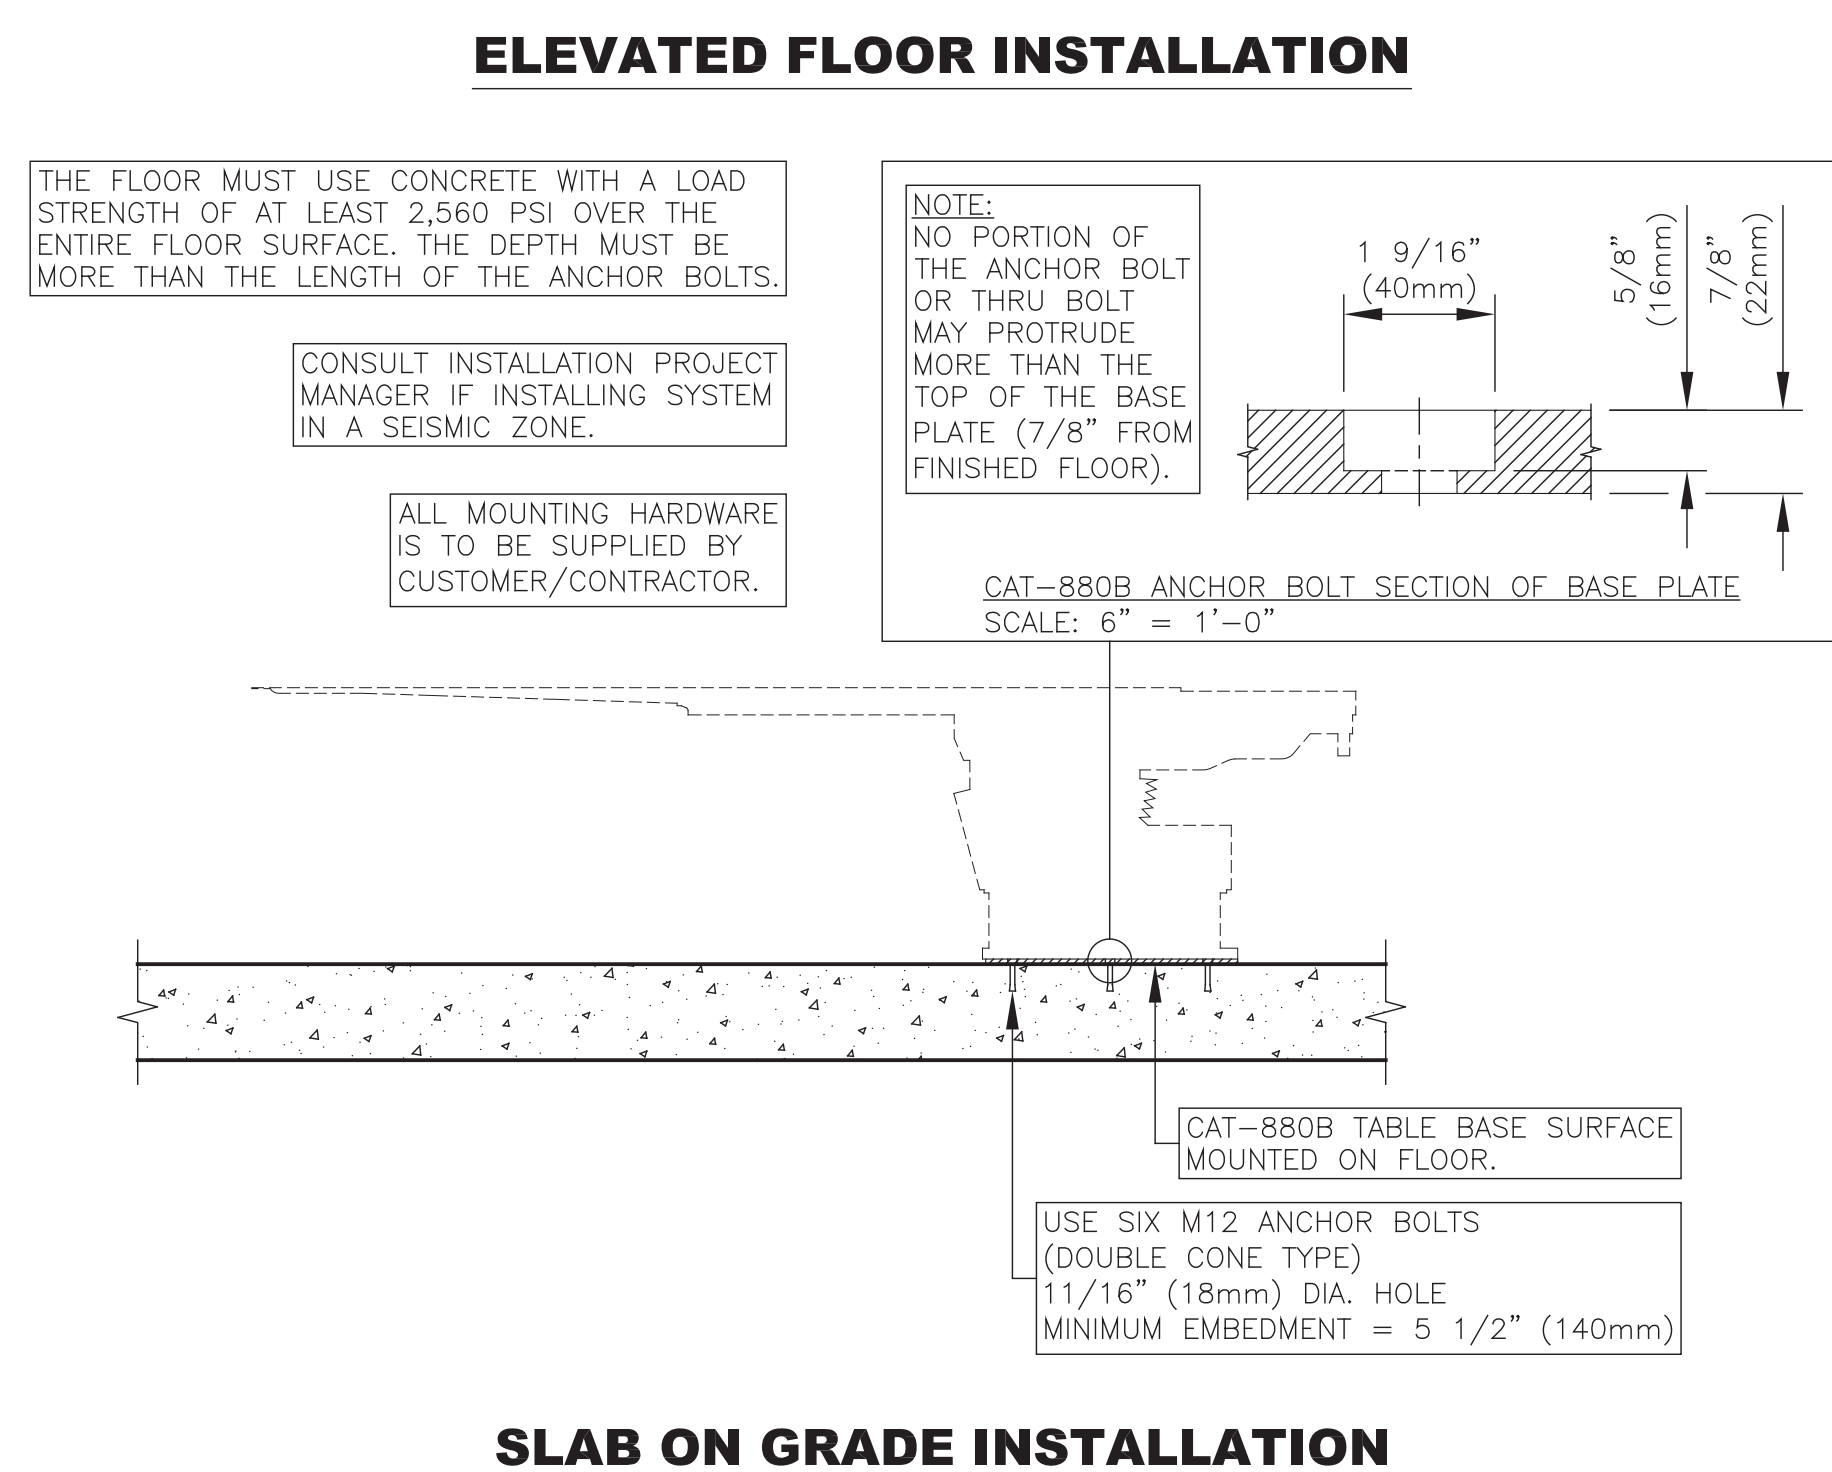 ELEVATED FLOOR INSTALLATION
THE FLOOR MUST USE CONCRETE WITH A LOAD
STRENGTH OF AT LEAST 2,560 PSI OVER THE
ENTIRE FLOOR SURFACE. THE DEPTH MUST BE
MORE THAN THE LENGTH OF THE ANCHOR BOLTS.
CONSULT INSTALLATION PROJECT
MANAGER IF INSTALLING SYSTEM
IN A SEISMIC ZONE.
ALL MOUNTING HARDWARE
IS TO BE SUPPLIED BY
CUSTOMER/CONTRACTOR.
NOTE:
NO PORTION OF
THE ANCHOR BOLT
OR THRU BOLT
MAY PROTRUDE
MORE THAN THE
TOP OF THE BASE
PLATE (7/8" FROM
FINISHED FLOOR).
1 9/16"
(40mm)
5/8"
(16mm)
7/8"
(22mm)
CAT-880B ANCHOR BOLT SECTION OF BASE PLATE
SCALE: 6" = 1'-0"
CAT-880B TABLE BASE SURFACE
MOUNTED ON FLOOR.
USE SIX M12 ANCHOR BOLTS
(DOUBLE CONE TYPE)
11/16" (18mm) DIA. HOLE
MINIMUM EMBEDMENT = 5 1/2" (140mm)
SLAB ON GRADE INSTALLATION